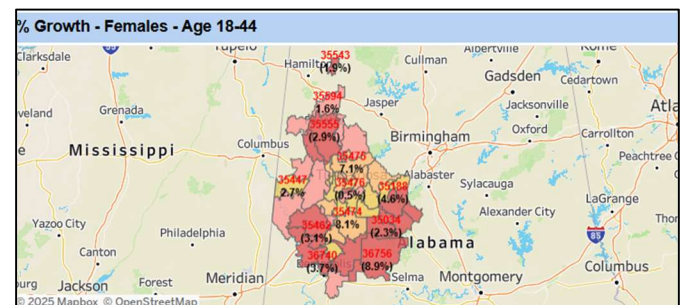 % Growth - Females - Age 18-44
Clarksdale
Tupelo
35543
(1.9%)
Hamilt
Cullman
Albertville
Rome
Gadsden
Cedartown
35594
1.6%
Jasper
Jacksonville
Atla
veland
Grenada
35555
(2.9%)
Birmingham
Oxford
Carrollton
Mississippi
Columbus
Peachtree C
7.1%
35447
2.7%
35476
(0.5%)
35188
(4.6%)
Alabaster
Sylacauga
LaGrange
35474
8.1%
Alexander City
Thor
Yazoo City
Philadelphia
35462
(3.1%)
35034
(2.3%)
Alabama
85
Canton
36740
(3.7%)
36756
(8.9%)
Columbus
burg
Jackson
Forest
Meridian
Selma
Montgomery
© 2025 Mapbox © OpenStreetMap